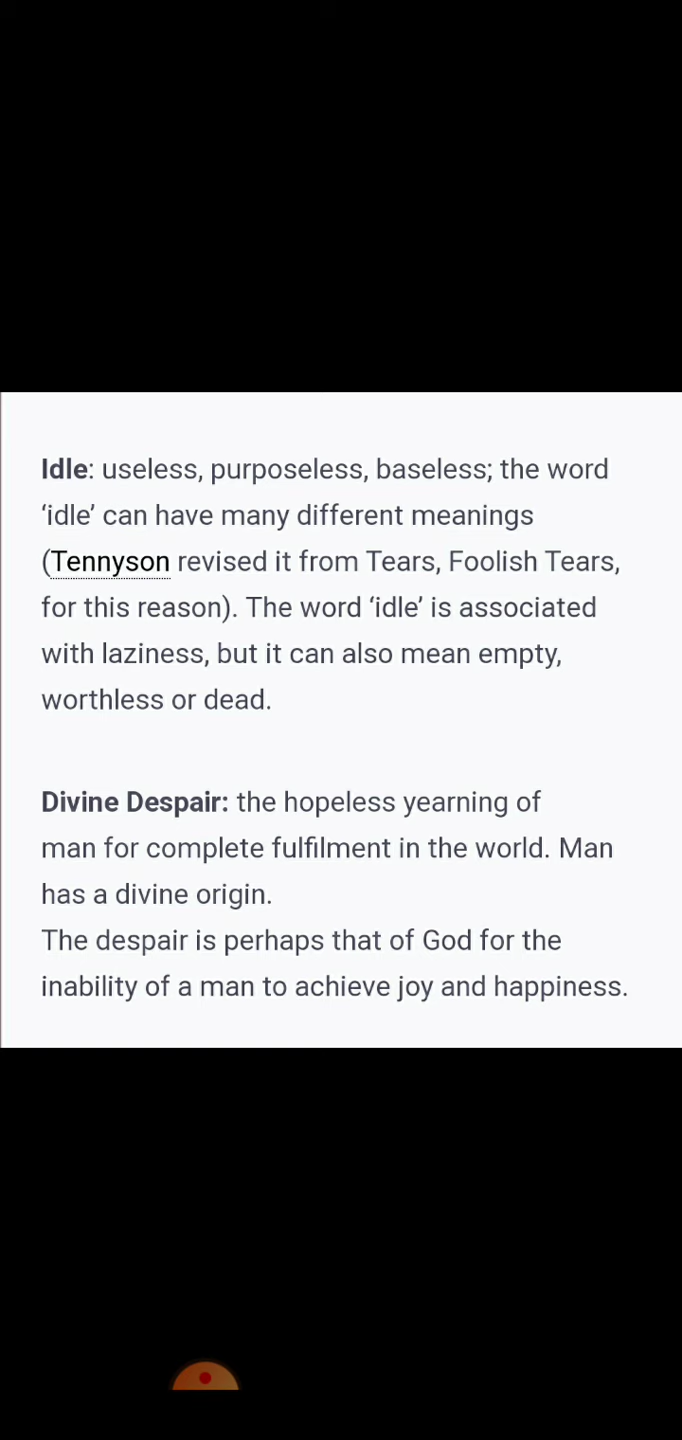 Idle: useless, purposeless, baseless; the word
‘idle’ can have many different meanings
(Tennyson revised it from Tears, Foolish Tears,
for this reason). The word ‘idle’ is associated
with laziness, but it can also mean empty,
worthless or dead.
Divine Despair: the hopeless yearning of
man for complete fulfilment in the world. Man
has a divine origin.
The despair is perhaps that of God for the
inability of a man to achieve joy and happiness.